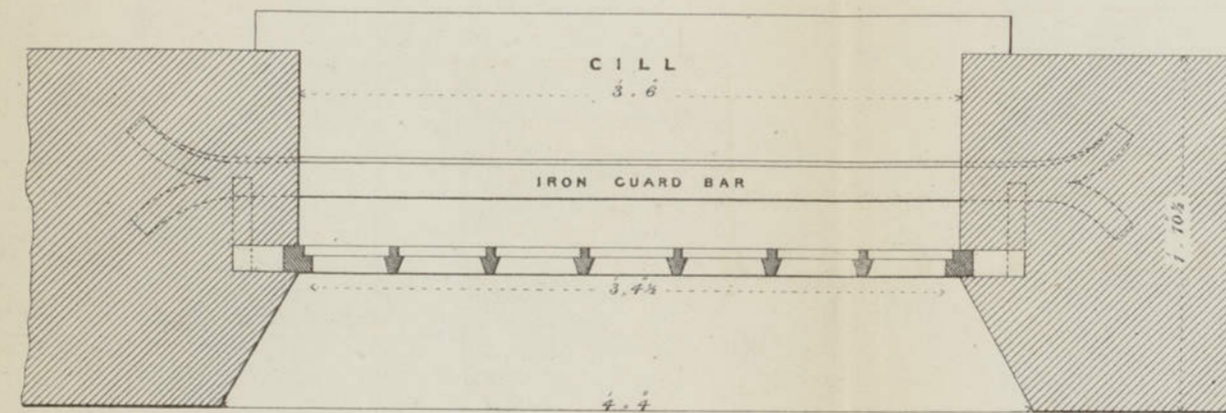 CILL
3'. 6"
IRON GUARD BAR
3'. 4½"
1'. 10½"
4'. 4"